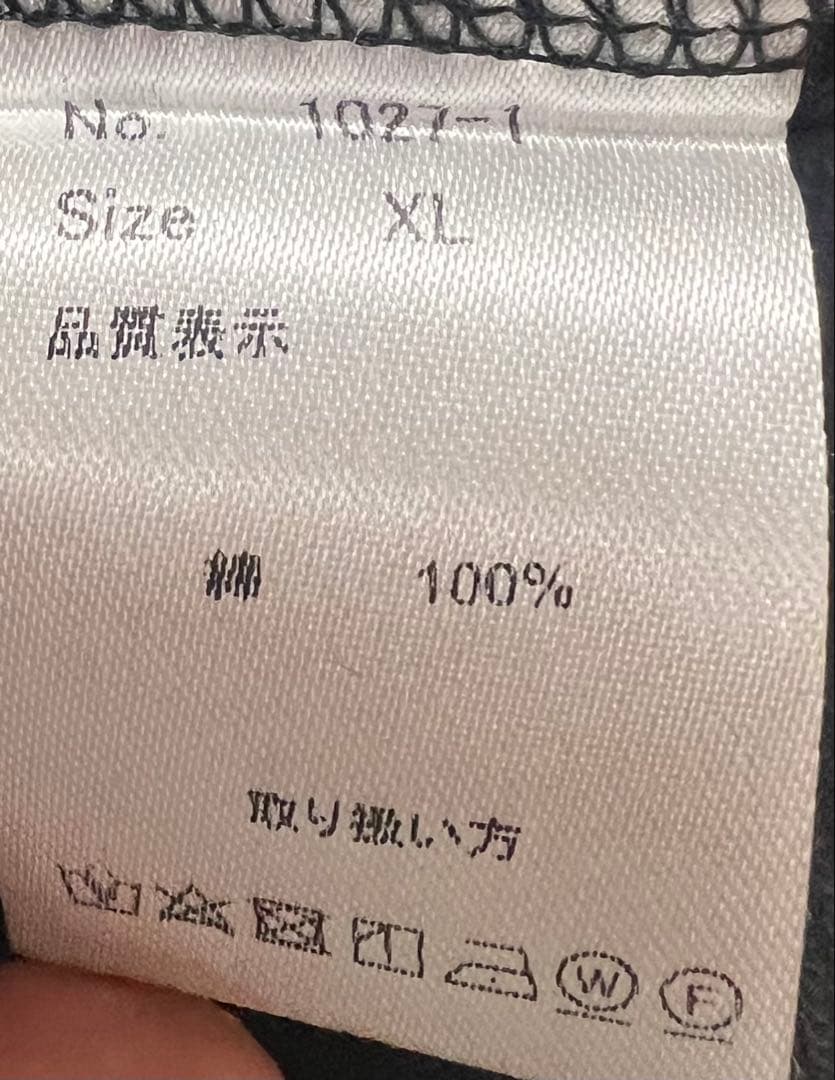 No. 1027-1
Size XL
品質表示
綿 100%
取り扱い方
W F